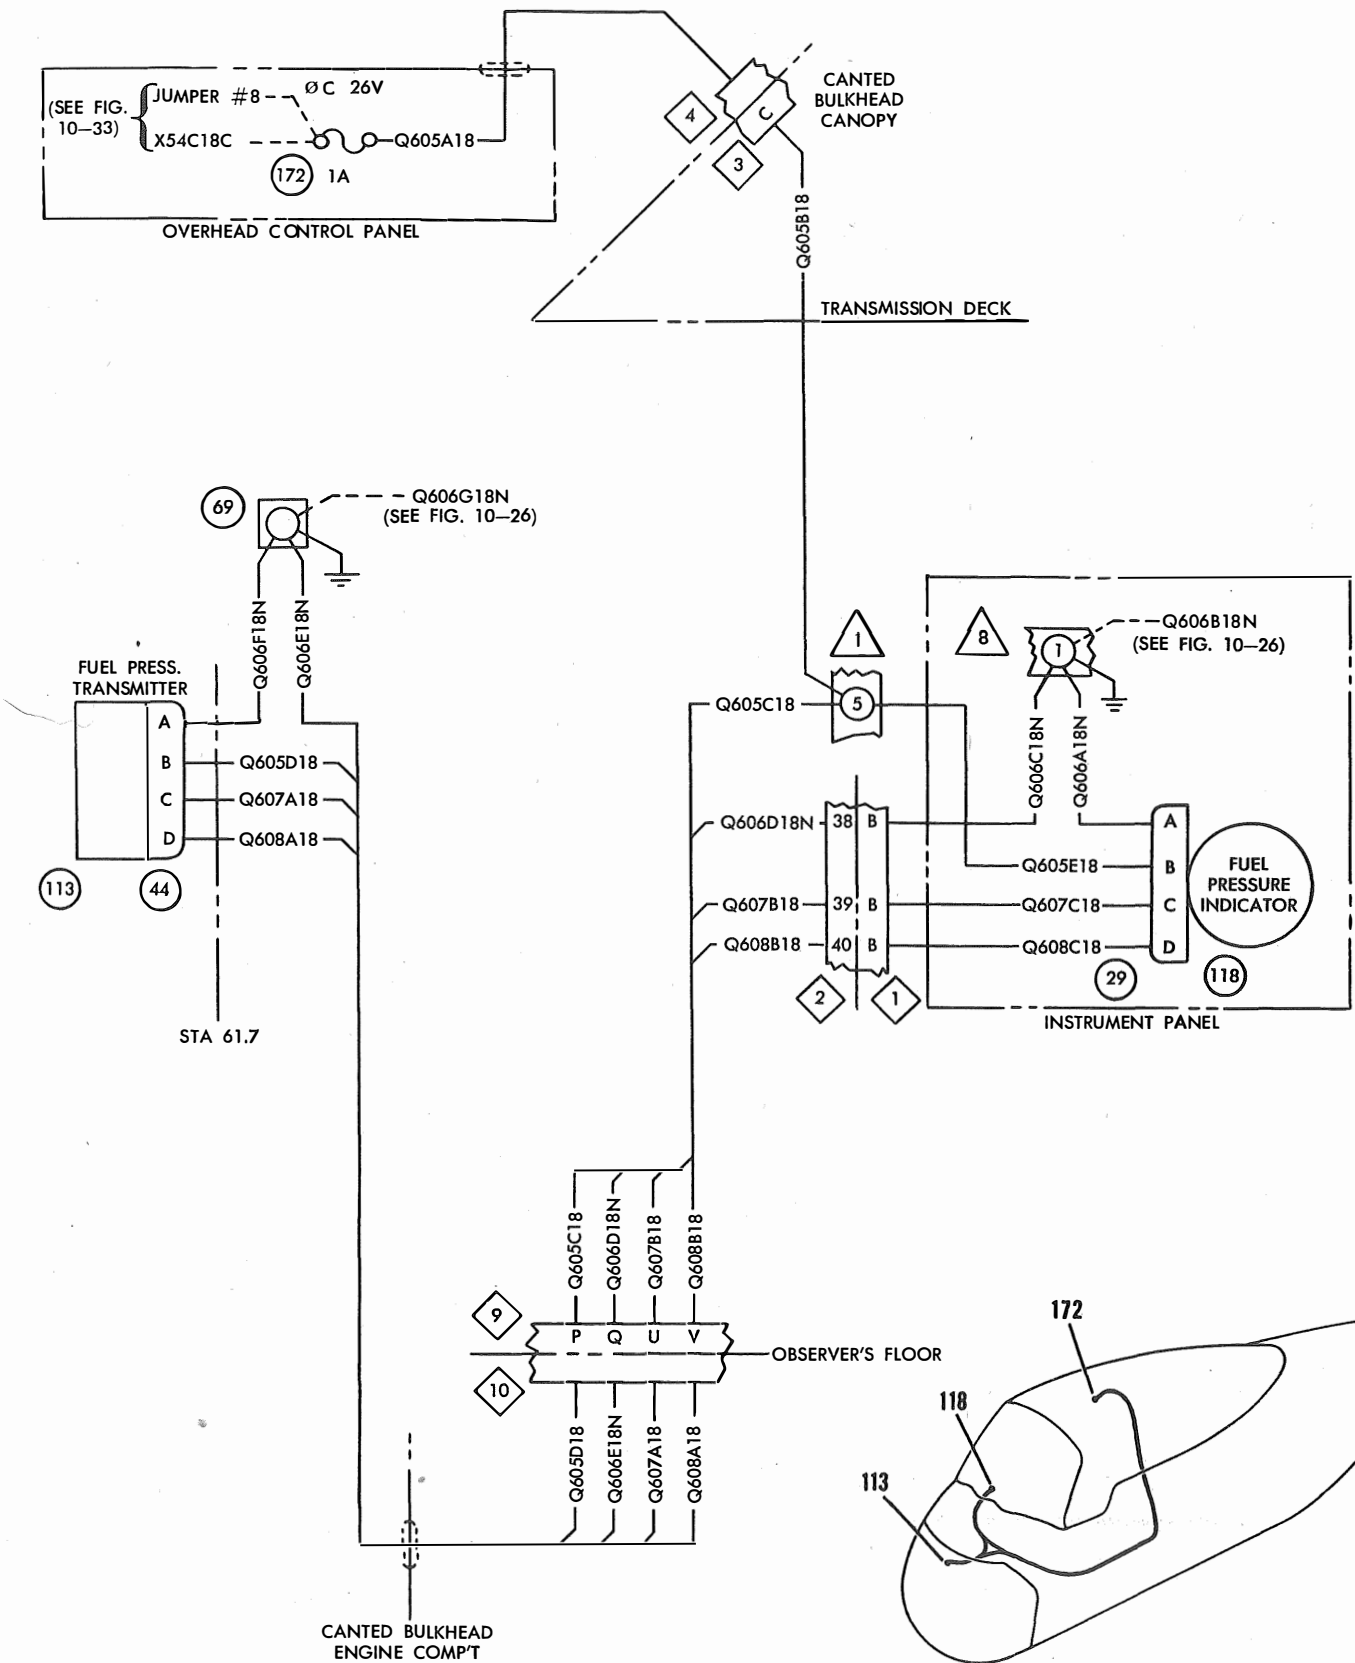 (SEE FIG.
10—33)
JUMPER #8
ØC 26V
X54C18C
Q605A18
172
1A
OVERHEAD CONTROL PANEL
4
C
3
CANTED
BULKHEAD
CANOPY
Q605B18
TRANSMISSION DECK
69
Q606G18N
(SEE FIG. 10—26)
Q606F18N
Q606E18N
FUEL PRESS.
TRANSMITTER
A
B
C
D
Q605D18
Q607A18
Q608A18
113
44
STA 61.7
1
8
1
Q606B18N
(SEE FIG. 10—26)
Q605C18
5
Q606C18N
Q606A18N
Q606D18N
38 B
A
Q605E18
B
Q607B18
39 B
Q607C18
C
Q608B18
40 B
Q608C18
D
FUEL
PRESSURE
INDICATOR
2
1
29
118
INSTRUMENT PANEL
Q605C18
Q606D18N
Q607B18
Q608B18
9
P Q U V
OBSERVER'S FLOOR
10
Q605D18
Q606E18N
Q607A18
Q608A18
CANTED BULKHEAD
ENGINE COMP'T
172
118
113